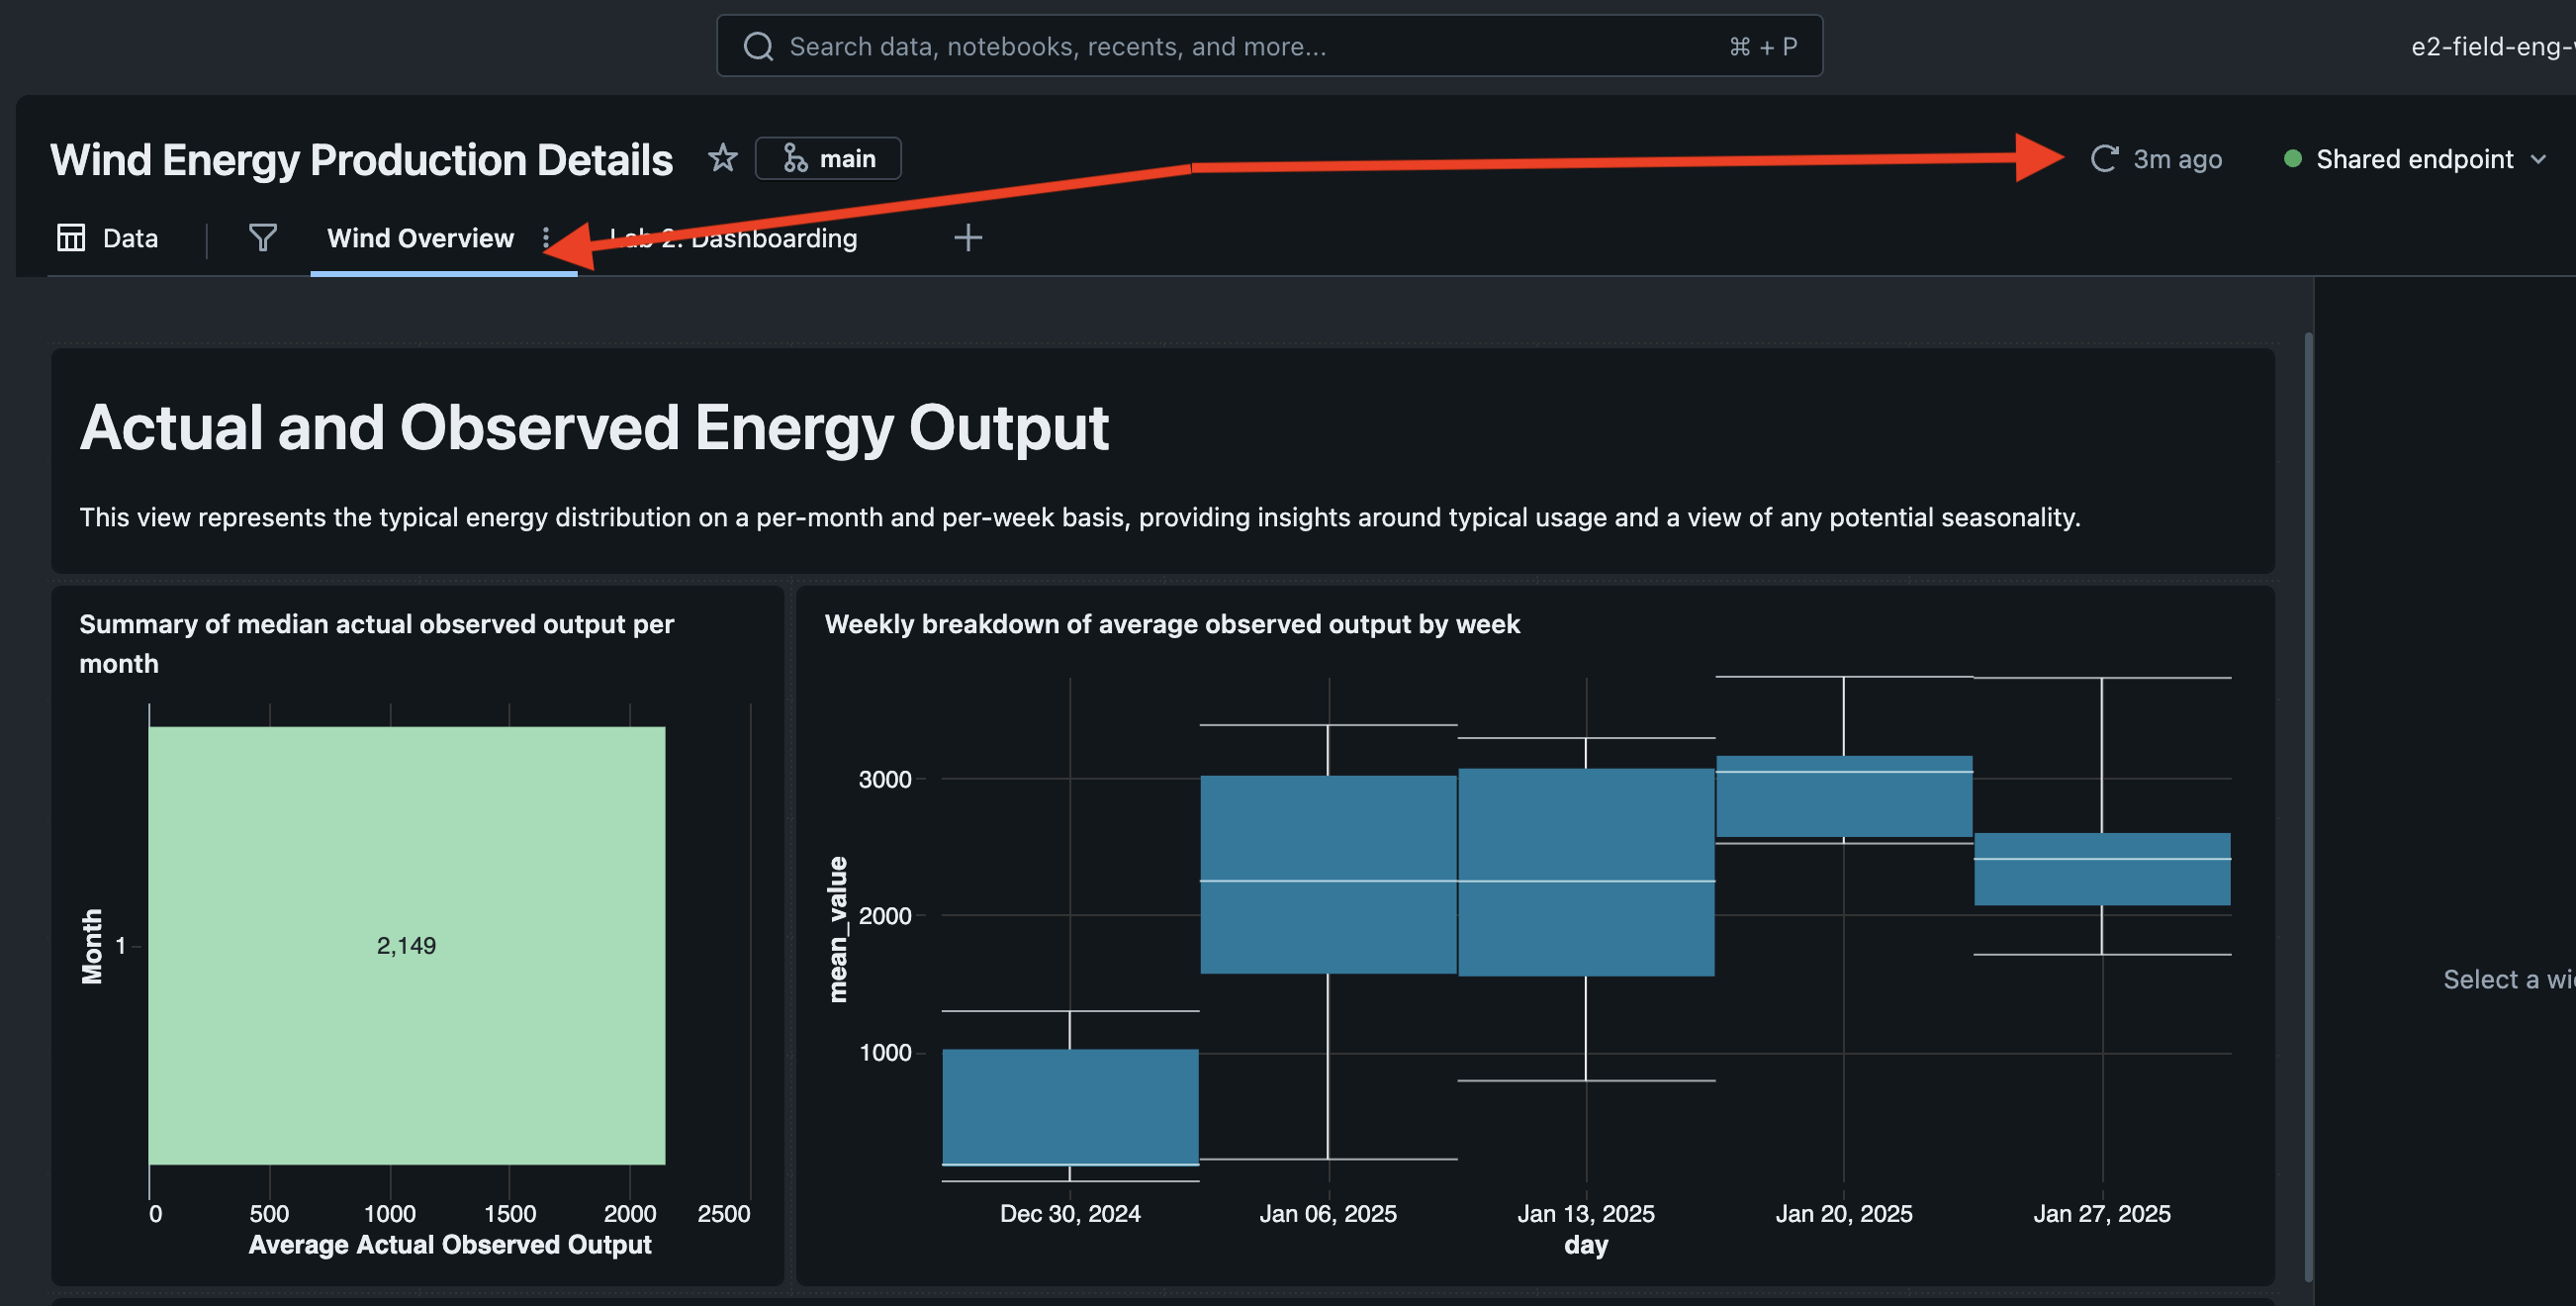 Search data, notebooks, recents, and more...
⌘ + P
e2-field-eng-
Wind Energy Production Details
main
3m ago
Shared endpoint
Data
Wind Overview
Lab 2: Dashboarding
Actual and Observed Energy Output
This view represents the typical energy distribution on a per-month and per-week basis, providing insights around typical usage and a view of any potential seasonality.
Summary of median actual observed output per
month
Month
1
2,149
0 500 1000 1500 2000 2500
Average Actual Observed Output
Weekly breakdown of average observed output by week
mean_value
3000
2000
1000
Dec 30, 2024 Jan 06, 2025 Jan 13, 2025 Jan 20, 2025 Jan 27, 2025
day
Select a wi